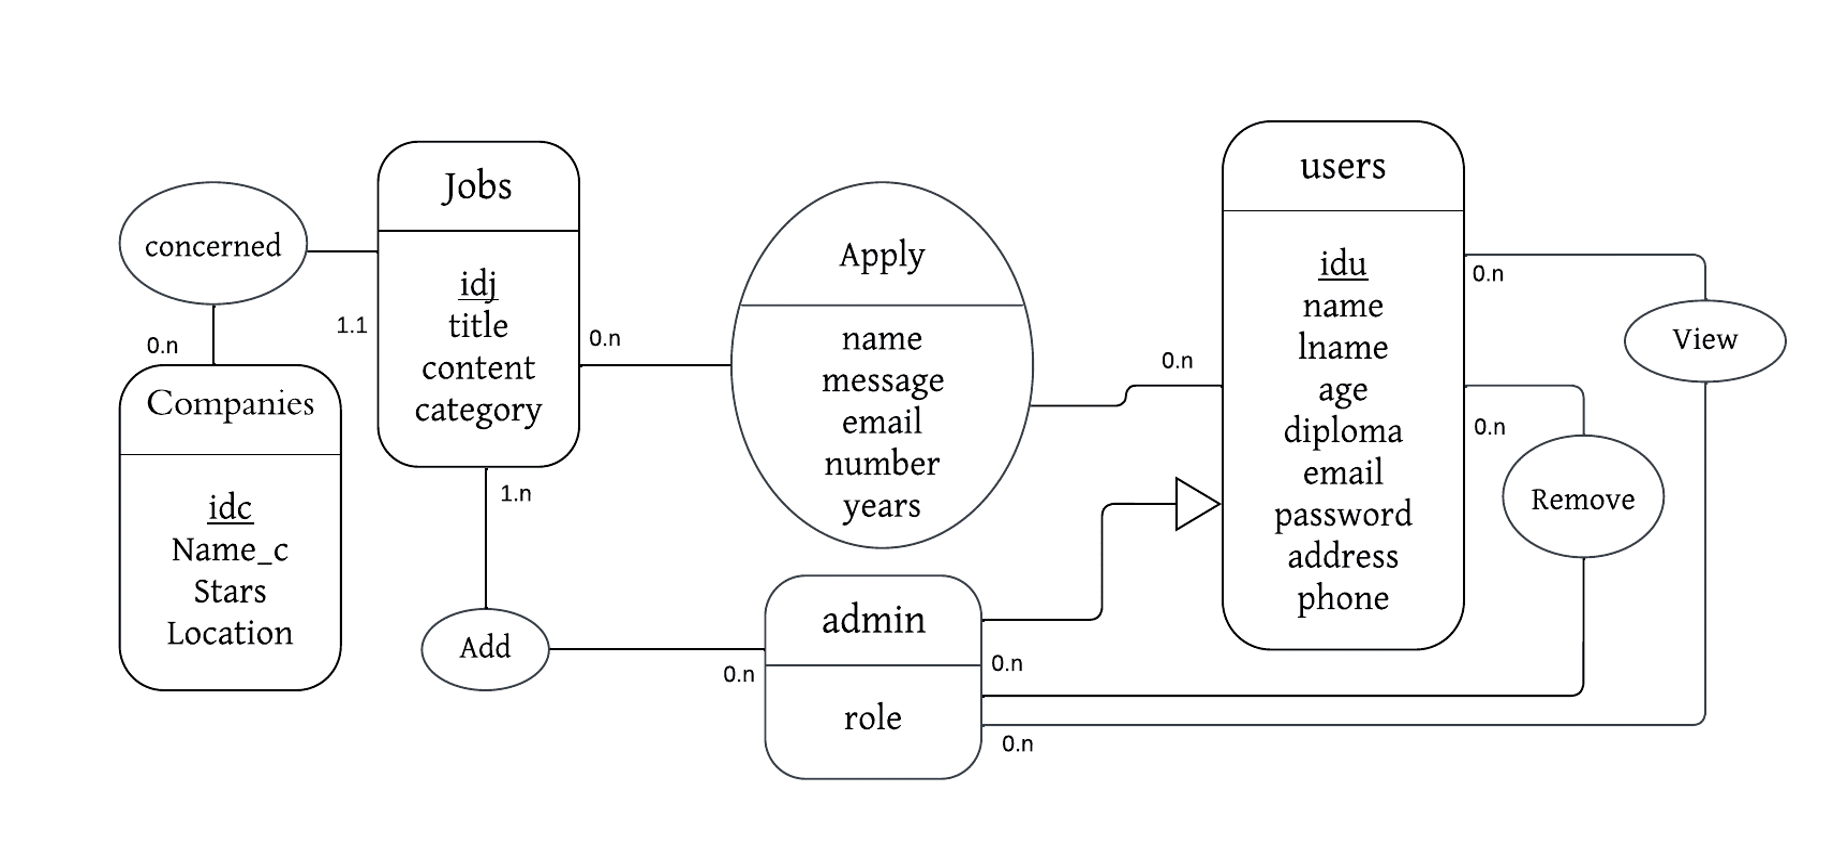 concerned
1.1
0.n
Companies
idc
Name_c
Stars
Location
Jobs
idj
title
content
category
0.n
1.n
Add
0.n
Apply
name
message
email
number
years
0.n
admin
role
0.n
0.n
users
idu
name
lname
age
diploma
email
password
address
phone
0.n
View
0.n
Remove